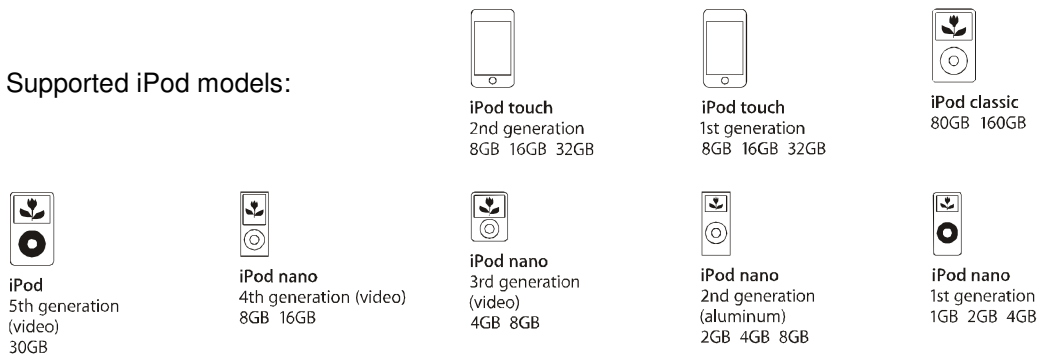 Supported iPod models:
iPod touch
2nd generation
8GB 16GB 32GB
iPod touch
1st generation
8GB 16GB 32GB
iPod classic
80GB 160GB
iPod
5th generation
(video)
30GB
iPod nano
4th generation (video)
8GB 16GB
iPod nano
3rd generation
(video)
4GB 8GB
iPod nano
2nd generation
(aluminum)
2GB 4GB 8GB
iPod nano
1st generation
1GB 2GB 4GB